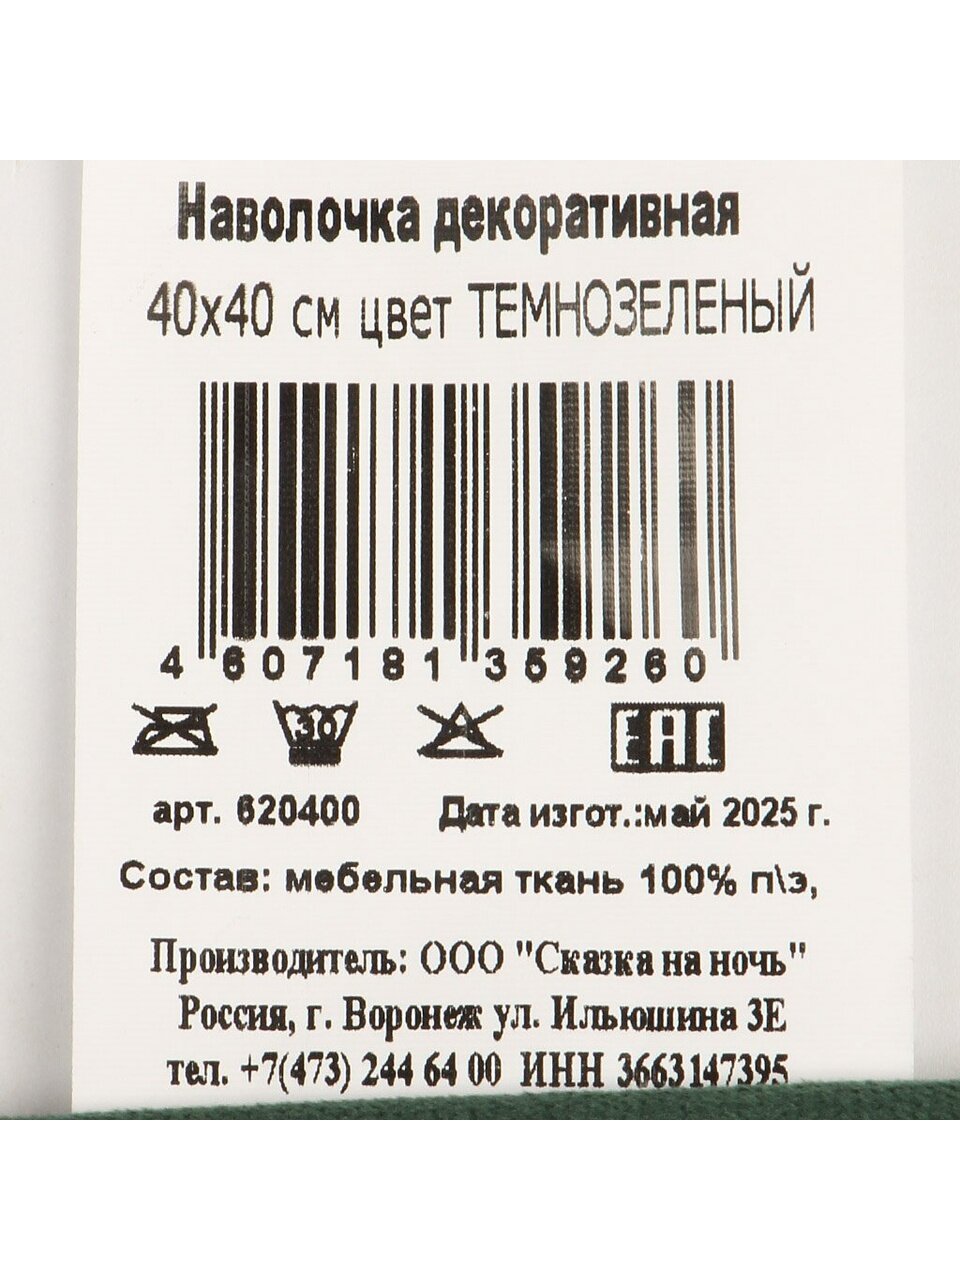 Наволочка декоративная
40х40 см цвет ТЕМНОЗЕЛЕНЫЙ
4 607181 359260
30 EAC
арт. 620400 Дата изгот.:май 2025 г.
Состав: мебельная ткань 100% п\э,
Производитель: ООО "Сказка на ночь"
Россия, г. Воронеж ул. Ильюшина 3Е
тел. +7(473) 244 64 00 ИНН 3663147395